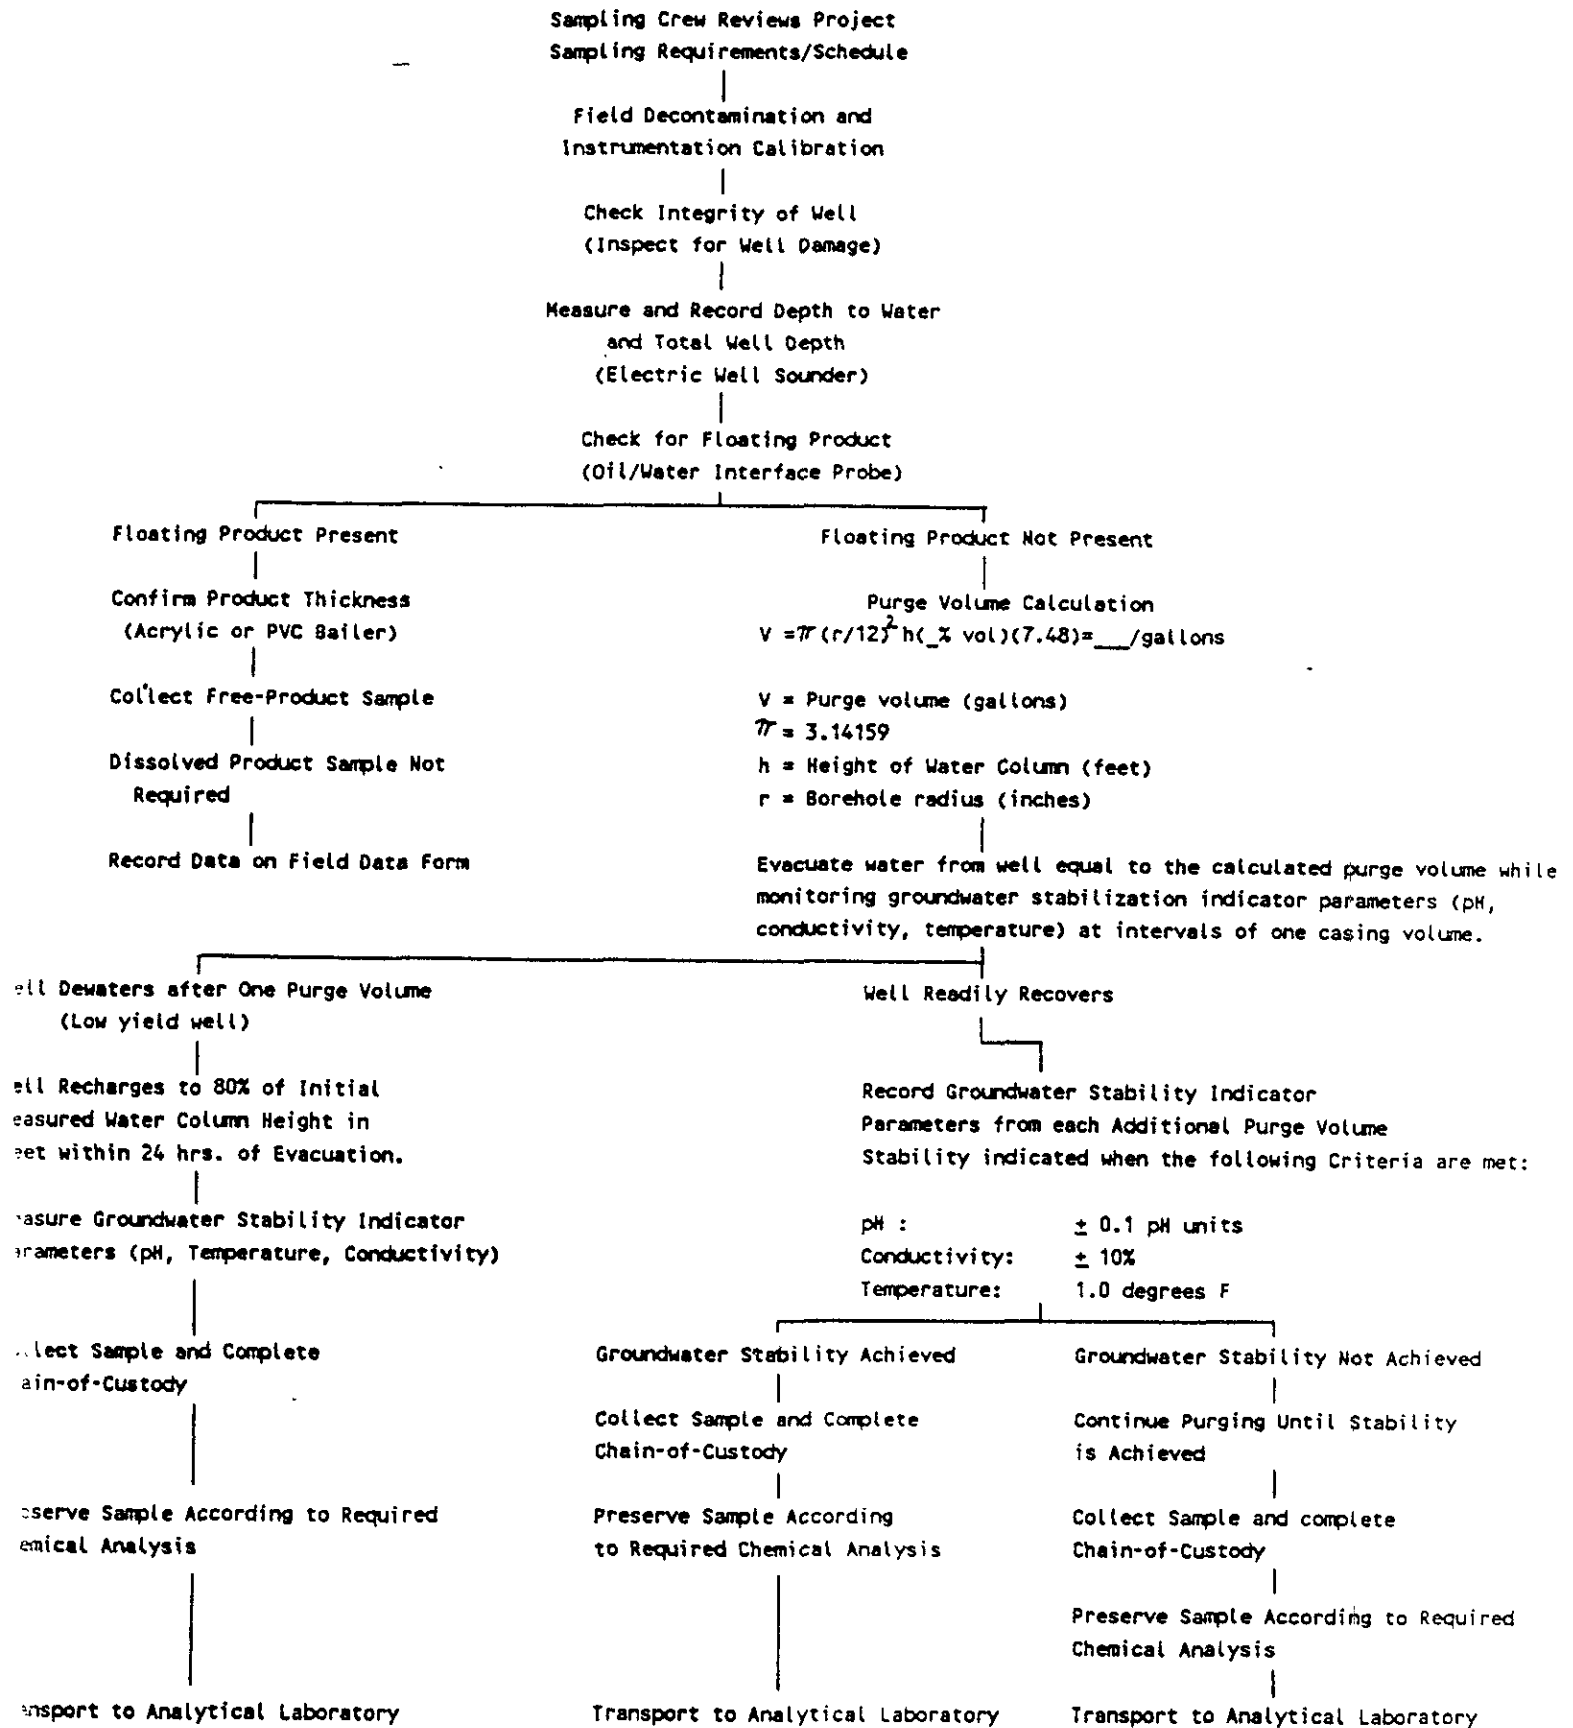 Sampling Crew Reviews Project
Sampling Requirements/Schedule
Field Decontamination and
Instrumentation Calibration
Check Integrity of Well
(Inspect for Well Damage)
Measure and Record Depth to Water
and Total Well Depth
(Electric Well Sounder)
Check for Floating Product
(Oil/Water Interface Probe)
Floating Product Present
Confirm Product Thickness
(Acrylic or PVC Bailer)
Collect Free-Product Sample
Dissolved Product Sample Not
Required
Record Data on Field Data Form
Floating Product Not Present
Purge Volume Calculation
V =π(r/12)² h(_% vol)(7.48)=___/gallons
V = Purge volume (gallons)
π = 3.14159
h = Height of Water Column (feet)
r = Borehole radius (inches)
Evacuate water from well equal to the calculated purge volume while
monitoring groundwater stabilization indicator parameters (pH,
conductivity, temperature) at intervals of one casing volume.
ell Dewaters after One Purge Volume
(Low yield well)
ell Recharges to 80% of Initial
easured Water Column Height in
eet within 24 hrs. of Evacuation.
asure Groundwater Stability Indicator
arameters (pH, Temperature, Conductivity)
lect Sample and Complete
ain-of-Custody
serve Sample According to Required
emical Analysis
ansport to Analytical Laboratory
Well Readily Recovers
Record Groundwater Stability Indicator
Parameters from each Additional Purge Volume
Stability indicated when the following Criteria are met:
pH : ± 0.1 pH units
Conductivity: ± 10%
Temperature: 1.0 degrees F
Groundwater Stability Achieved
Collect Sample and Complete
Chain-of-Custody
Preserve Sample According
to Required Chemical Analysis
Transport to Analytical Laboratory
Groundwater Stability Not Achieved
Continue Purging Until Stability
is Achieved
Collect Sample and complete
Chain-of-Custody
Preserve Sample According to Required
Chemical Analysis
Transport to Analytical Laboratory